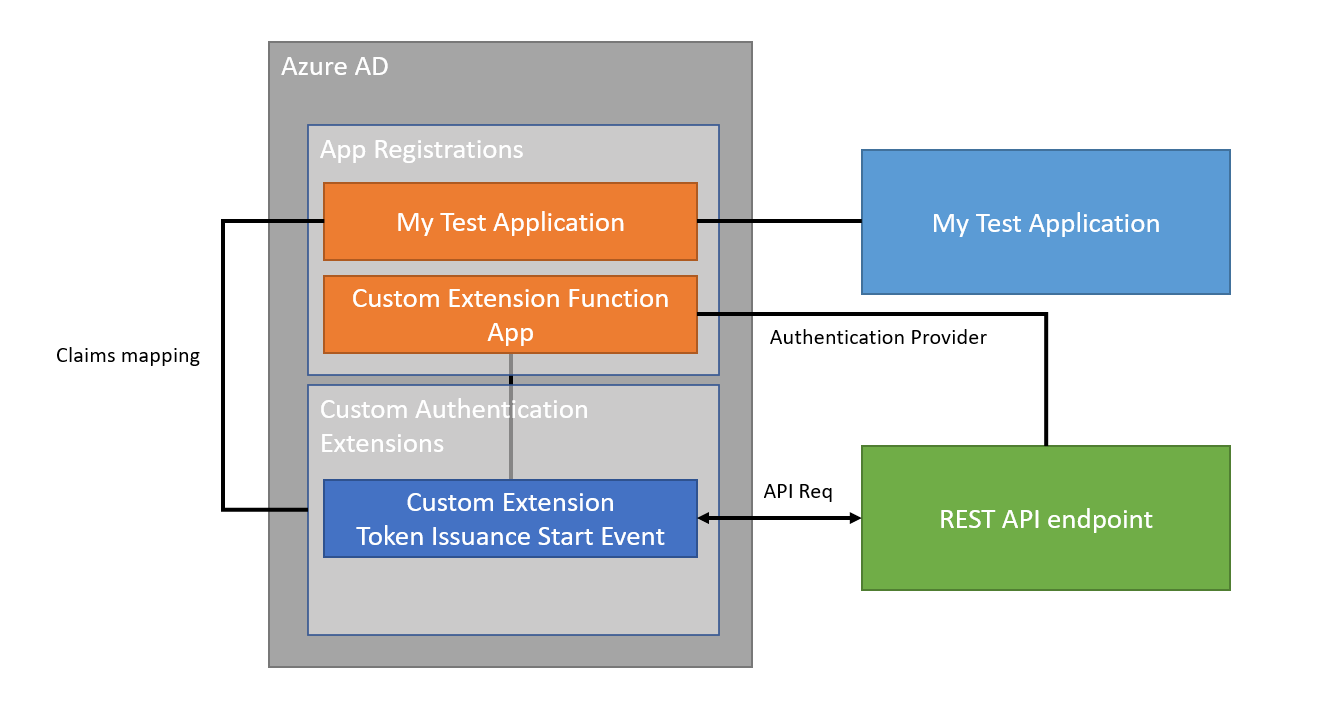 Azure AD
App Registrations
My Test Application
My Test Application
Custom Extension Function
App
Authentication Provider
Claims mapping
Custom Authentication
Extensions
Custom Extension
Token Issuance Start Event
API Req
REST API endpoint